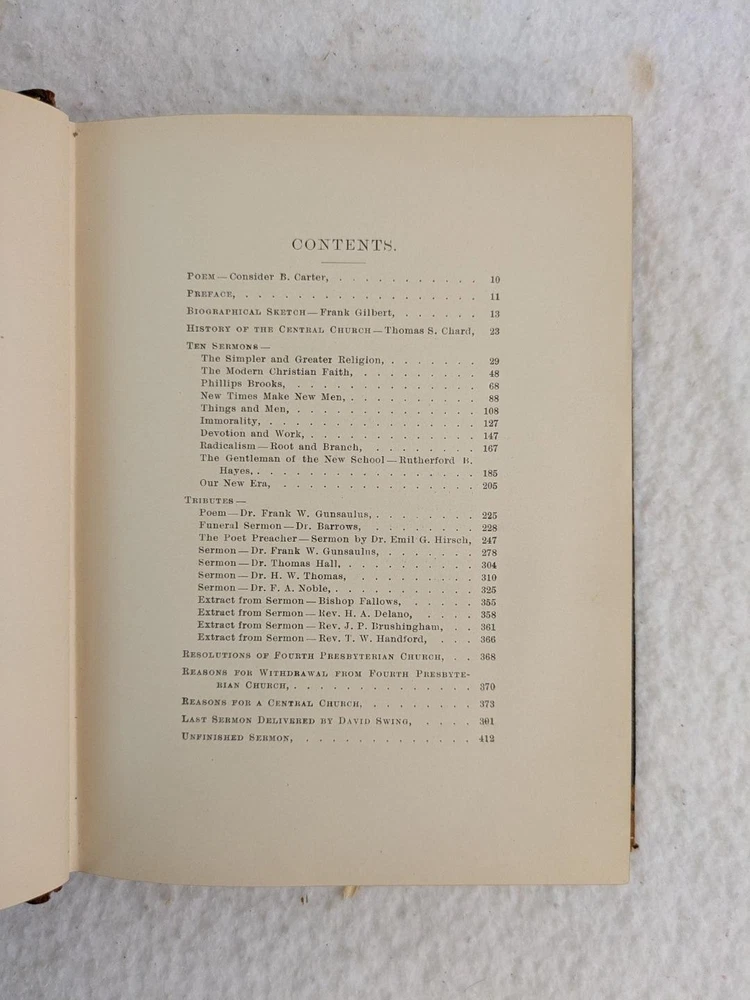 CONTENTS.
POEM — Consider B. Carter, . . . . . . . . . . . 10
PREFACE, . . . . . . . . . . . . . . . . . . 11
BIOGRAPHICAL SKETCH — Frank Gilbert, . . . . . . 13
HISTORY OF THE CENTRAL CHURCH — Thomas S. Chard, 23
TEN SERMONS —
The Simpler and Greater Religion, . . . . . . . 29
The Modern Christian Faith, . . . . . . . . . 48
Phillips Brooks, . . . . . . . . . . . . . . 68
New Times Make New Men, . . . . . . . . . . 88
Things and Men, . . . . . . . . . . . . . . 108
Immorality, . . . . . . . . . . . . . . . . 127
Devotion and Work, . . . . . . . . . . . . . 147
Radicalism — Root and Branch, . . . . . . . . 167
The Gentleman of the New School — Rutherford B.
Hayes, . . . . . . . . . . . . . . . . . 185
Our New Era, . . . . . . . . . . . . . . . 205
TRIBUTES —
Poem — Dr. Frank W. Gunsaulus, . . . . . . . . 225
Funeral Sermon — Dr. Barrows, . . . . . . . . 228
The Poet Preacher — Sermon by Dr. Emil G. Hirsch, 247
Sermon — Dr. Frank W. Gunsaulus, . . . . . . . 278
Sermon — Dr. Thomas Hall, . . . . . . . . . . 304
Sermon — Dr. H. W. Thomas, . . . . . . . . . 310
Sermon — Dr. F. A. Noble, . . . . . . . . . . . 325
Extract from Sermon — Bishop Fallows, . . . . . 355
Extract from Sermon — Rev. H. A. Delano, . . . . 358
Extract from Sermon — Rev. J. P. Brushingham, . . 361
Extract from Sermon — Rev. T. W. Handford, . . . 366
RESOLUTIONS OF FOURTH PRESBYTERIAN CHURCH, . . 368
REASONS FOR WITHDRAWAL FROM FOURTH PRESBYTE-
RIAN CHURCH, . . . . . . . . . . . . . . 370
REASONS FOR A CENTRAL CHURCH, . . . . . . . . 373
LAST SERMON DELIVERED BY DAVID SWING, . . . . 391
UNFINISHED SERMON, . . . . . . . . . . . . . 412